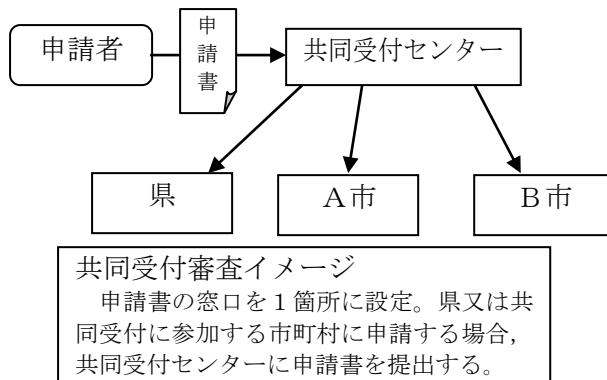 申請者
申
請
書
共同受付センター
県
A市
B市
共同受付審査イメージ
申請書の窓口を1箇所に設定。県又は共
同受付に参加する市町村に申請する場合,
共同受付センターに申請書を提出する。